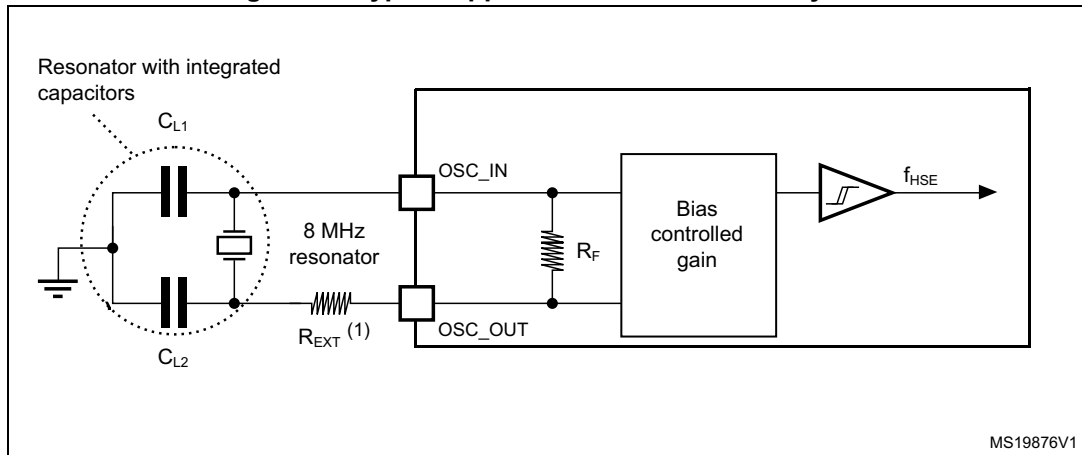 Resonator with integrated
capacitors
CL1
OSC_IN
fHSE
8 MHz
resonator
RF
Bias
controlled
gain
REXT (1)
OSC_OUT
CL2
MS19876V1